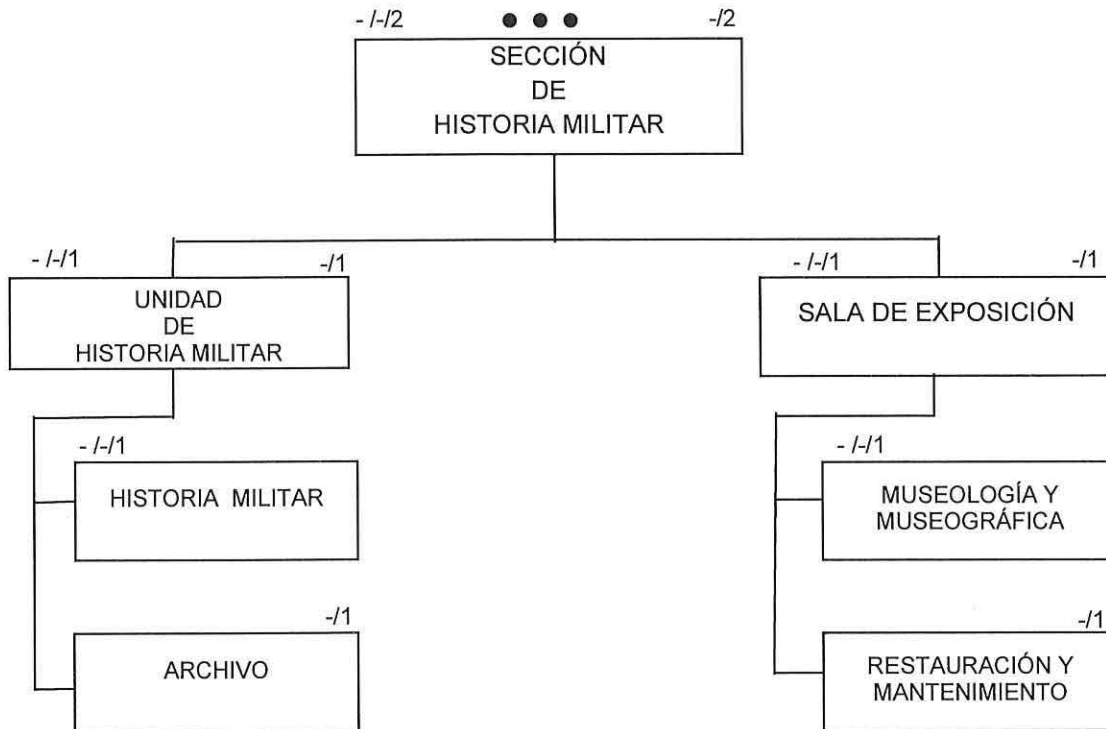 - /-/2 ● ● ● -/2
SECCIÓN
DE
HISTORIA MILITAR
- /-/1 -/1
UNIDAD
DE
HISTORIA MILITAR
- /-/1 -/1
SALA DE EXPOSICIÓN
- /-/1
HISTORIA MILITAR
-/1
ARCHIVO
- /-/1
MUSEOLOGÍA Y
MUSEOGRÁFICA
-/1
RESTAURACIÓN Y
MANTENIMIENTO